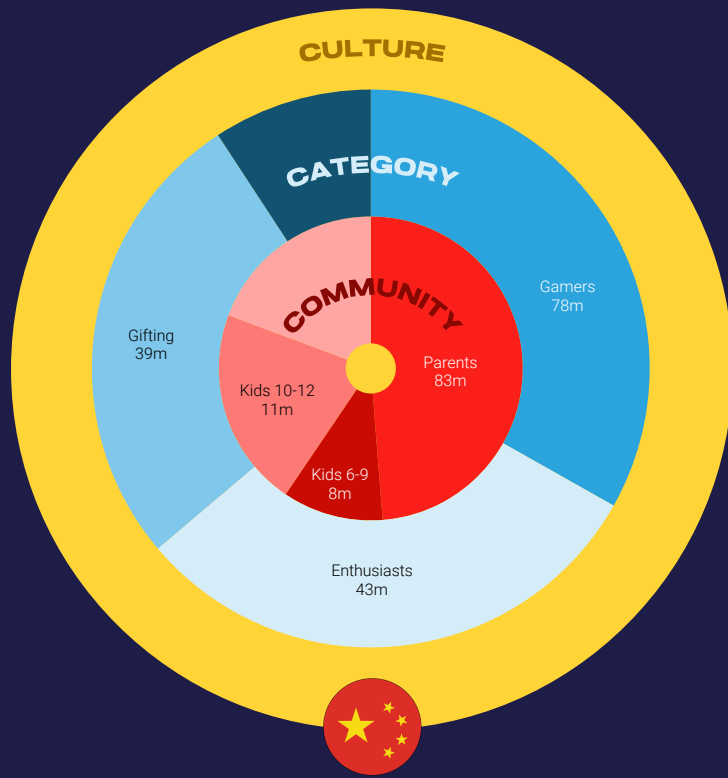 CULTURE
CATEGORY
COMMUNITY
Gamers
78m
Gifting
39m
Parents
83m
Kids 10-12
11m
Kids 6-9
8m
Enthusiasts
43m